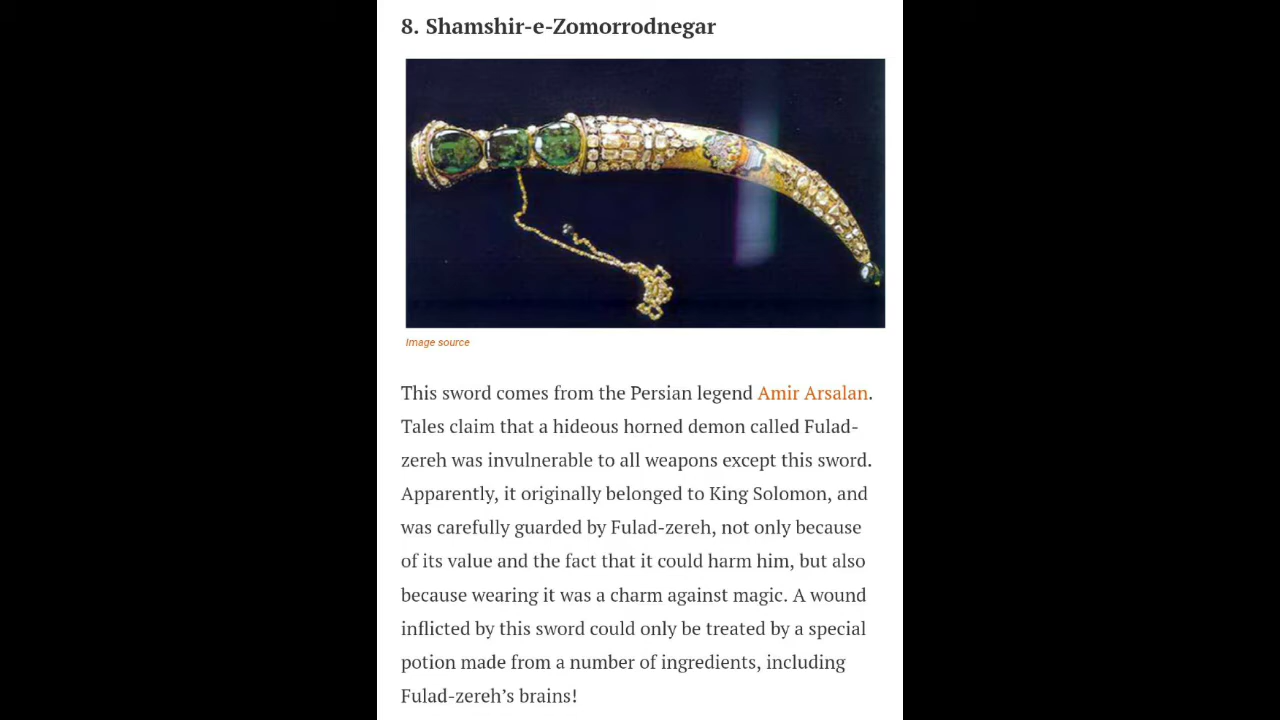 8. Shamshir-e-Zomorrodnegar
Image source
This sword comes from the Persian legend Amir Arsalan.
Tales claim that a hideous horned demon called Fulad-
zereh was invulnerable to all weapons except this sword.
Apparently, it originally belonged to King Solomon, and
was carefully guarded by Fulad-zereh, not only because
of its value and the fact that it could harm him, but also
because wearing it was a charm against magic. A wound
inflicted by this sword could only be treated by a special
potion made from a number of ingredients, including
Fulad-zereh’s brains!